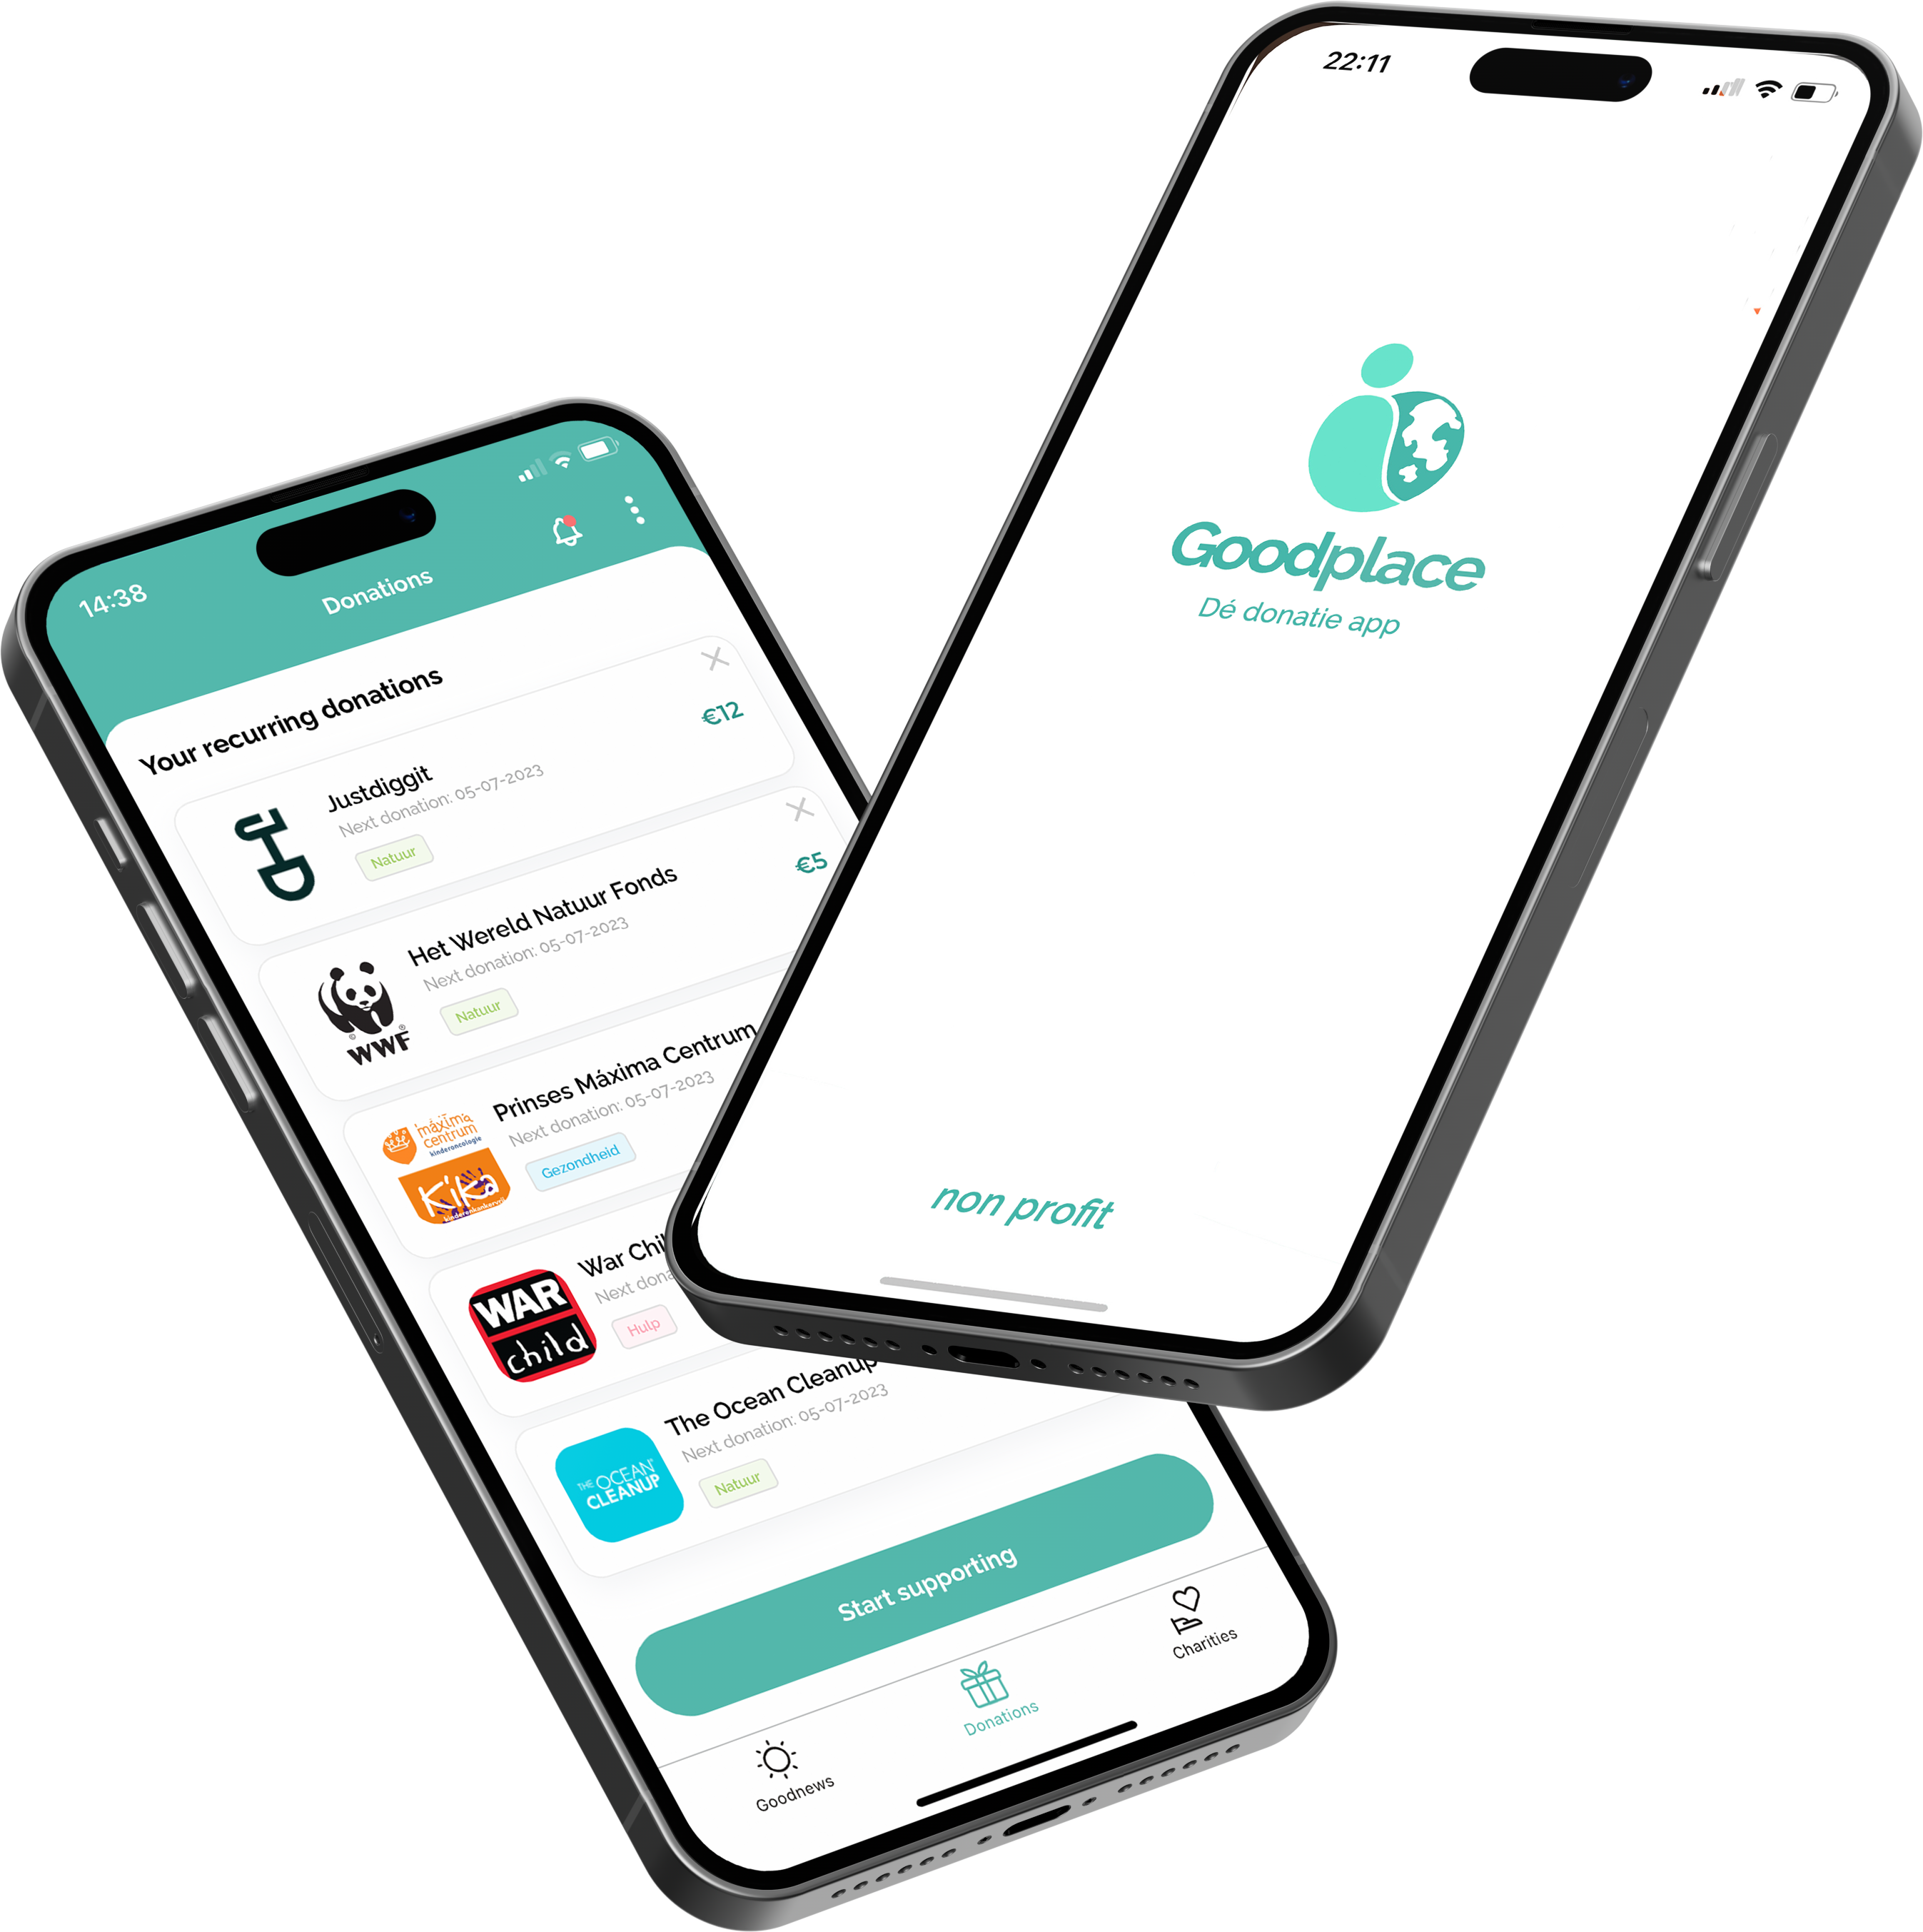 14:38
Donations
Your recurring donations
Justdiggit
€12
Next donation: 05-07-2023
Natuur
Het Wereld Natuur Fonds
€5
Next donation: 05-07-2023
Natuur
WWF
Prinses Máxima Centrum
Next donation: 05-07-2023
Gezondheid
máxima
centrum
kinderoncologie
KiKa
War Chi
Next dona
Hulp
WAR
child
The Ocean Cleanup
Next donation: 05-07-2023
Natuur
THE OCEAN
CLEANUP
Start supporting
Goodnews
Donations
Charities
22:11
Goodplace
Dé donatie app
non profit